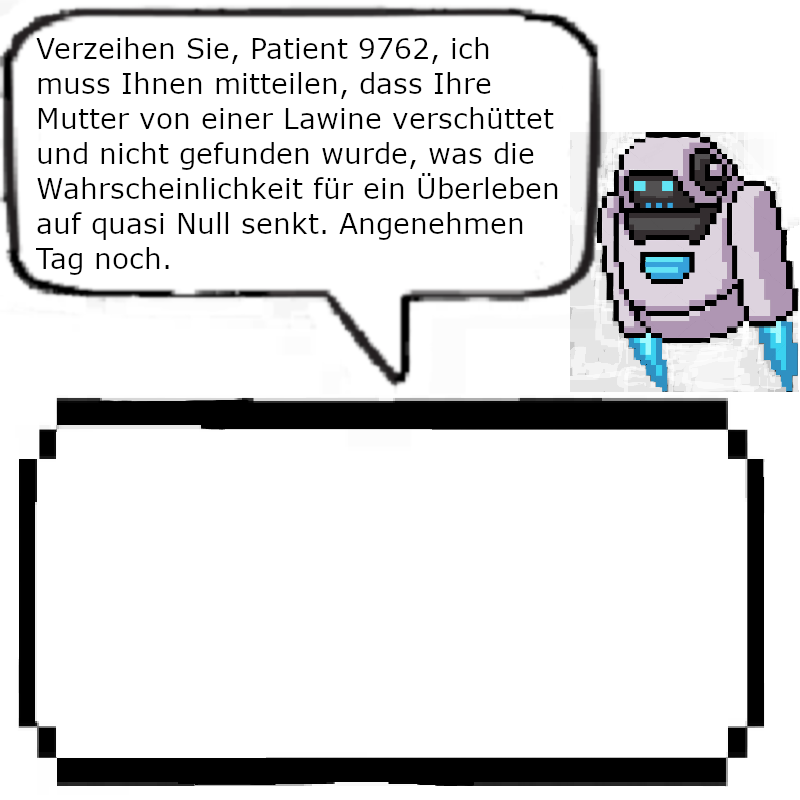 Verzeihen Sie, Patient 9762, ich
muss Ihnen mitteilen, dass Ihre
Mutter von einer Lawine verschüttet
und nicht gefunden wurde, was die
Wahrscheinlichkeit für ein Überleben
auf quasi Null senkt. Angenehmen
Tag noch.